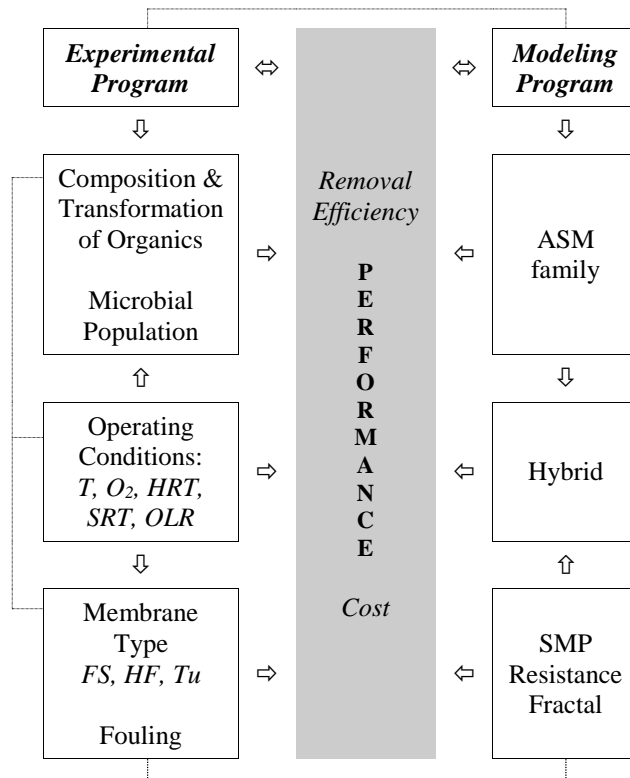 Experimental
Program
Composition &
Transformation
of Organics
Microbial
Population
Operating
Conditions:
T, O₂, HRT,
SRT, OLR
Membrane
Type
FS, HF, Tu
Fouling
Removal
Efficiency
P
E
R
F
O
R
M
A
N
C
E
Cost
Modeling
Program
ASM
family
Hybrid
SMP
Resistance
Fractal